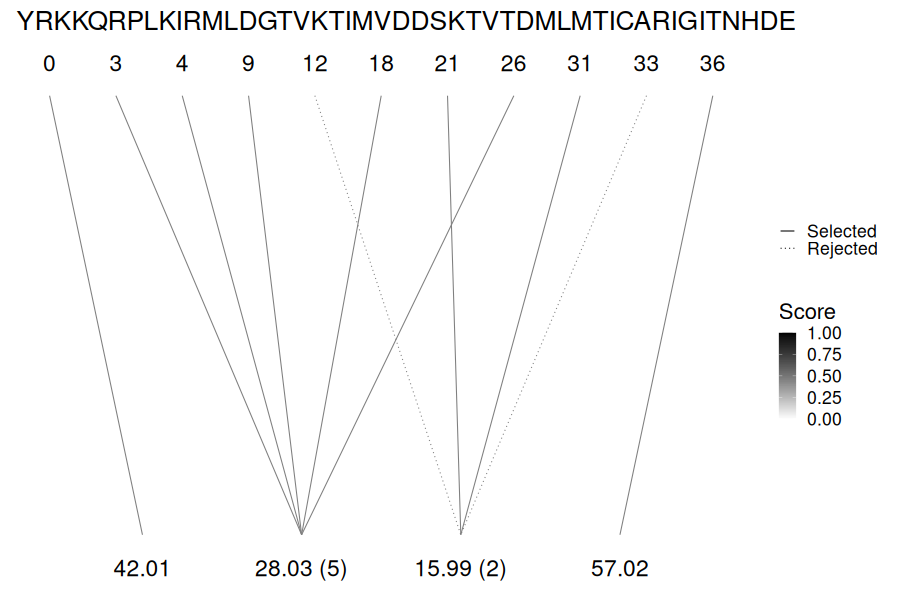 YRKKQRPLKIRMLDGTVKTIMVDDSKTVTDMLMTICARIGITNHDE
0 3 4 9 12 18 21 26 31 33 36
Selected
Rejected
Score
1.00
0.75
0.50
0.25
0.00
42.01 28.03 (5) 15.99 (2) 57.02